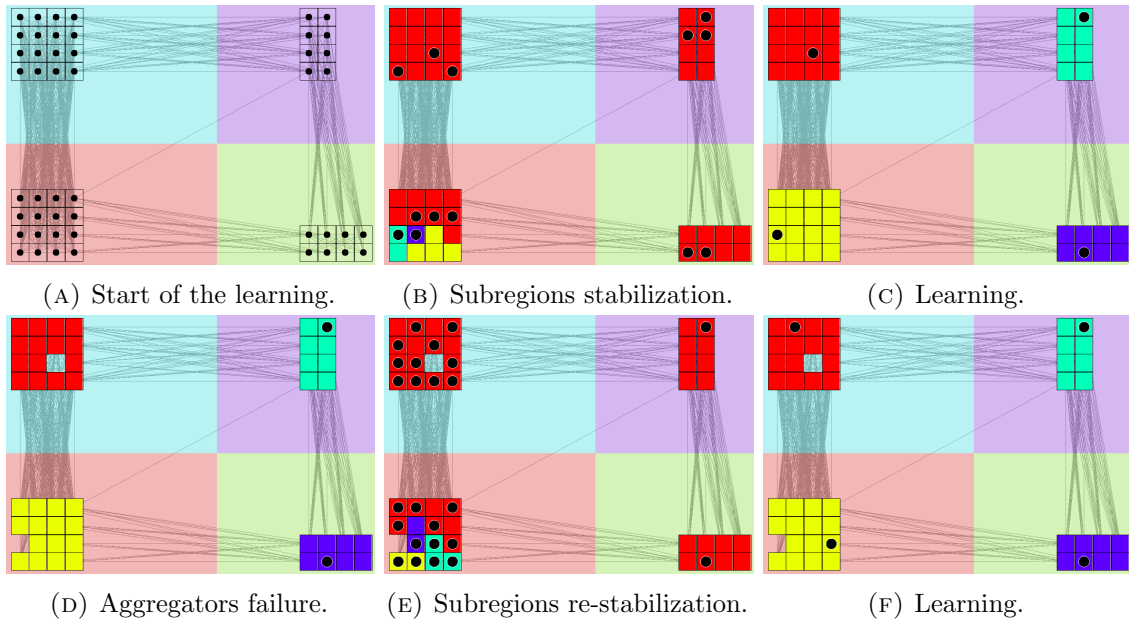 (A) Start of the learning.
(B) Subregions stabilization.
(C) Learning.
(D) Aggregators failure.
(E) Subregions re-stabilization.
(F) Learning.